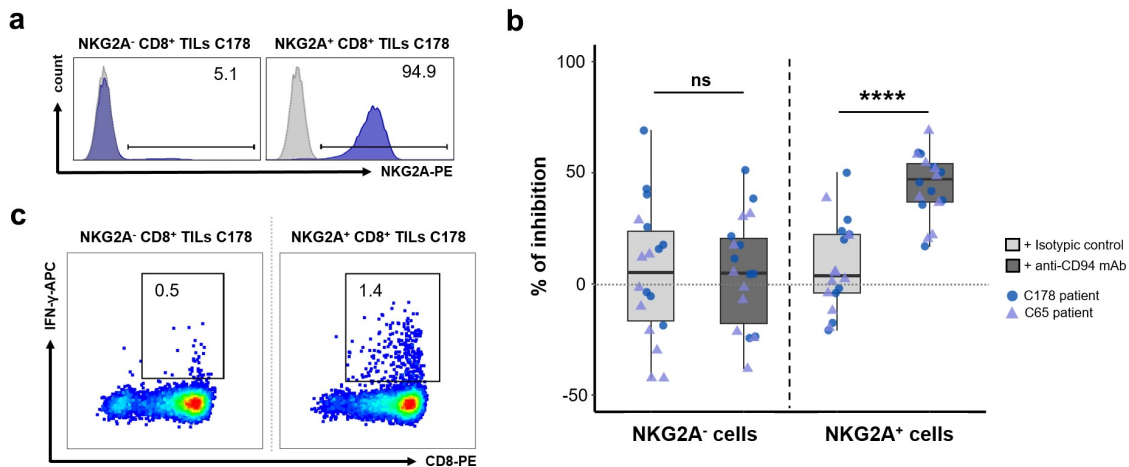 a
NKG2A- CD8+ TILs C178
NKG2A+ CD8+ TILs C178
count
5.1
94.9
NKG2A-PE
b
% of inhibition
100
50
0
-50
ns
****
NKG2A- cells
NKG2A+ cells
+ Isotypic control
+ anti-CD94 mAb
C178 patient
C65 patient
c
NKG2A- CD8+ TILs C178
NKG2A+ CD8+ TILs C178
IFN-γ-APC
0.5
1.4
CD8-PE